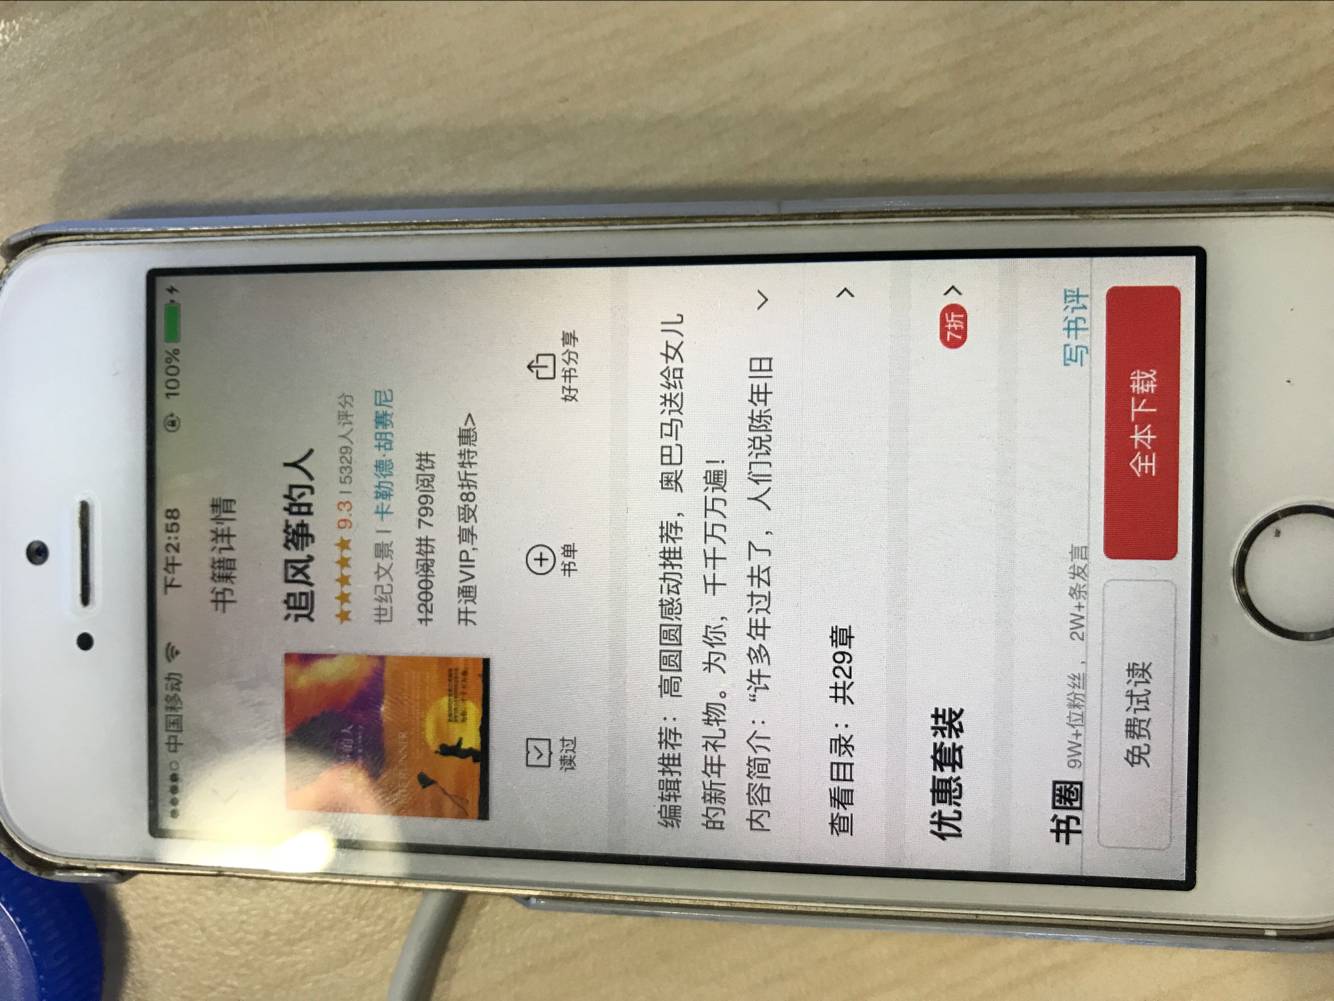 中国移动 下午2:58 100%
书籍详情
追风筝的人
9.3 | 5329人评分
世纪文景 | 卡勒德·胡赛尼
1200阅饼 799阅饼
开通VIP,享受8折特惠>
读过 书单 好书分享
编辑推荐：高圆圆感动推荐，奥巴马送给女儿
的新年礼物。为你，千千万万遍！
内容简介：“许多年过去了，人们说陈年旧
查看目录：共29章
优惠套装 7折
书圈 9W+位粉丝， 2W+条发言 写书评
免费试读 全本下载